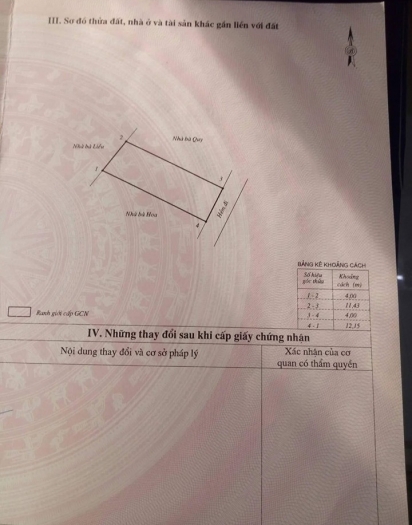 III. Sơ đồ thửa đất, nhà ở và tài sản khác gắn liền với đất
Nhà bà Quy
2
Nhà bà Liễu
1
3
Hẻm Đ
Nhà bà Hoa
4
BẢNG KÊ KHOẢNG CÁCH
Số hiệu góc thửa
Khoảng cách (m)
1 - 2 4,00
2 - 3 11,43
3 - 4 4,00
4 - 1 12,15
Ranh giới cấp GCN
IV. Những thay đổi sau khi cấp giấy chứng nhận
Nội dung thay đổi và cơ sở pháp lý
Xác nhận của cơ
quan có thẩm quyền